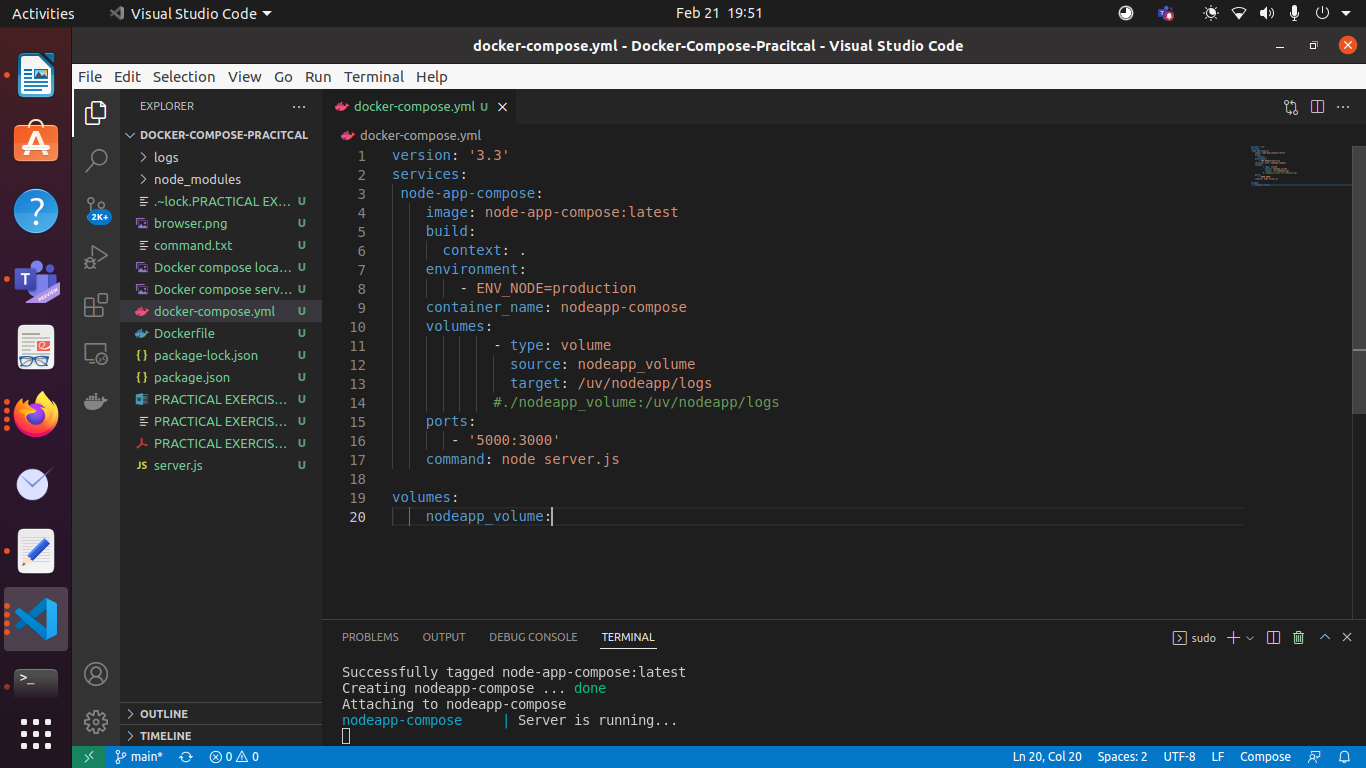 Activities Visual Studio Code Feb 21 19:51
docker-compose.yml - Docker-Compose-Pracitcal - Visual Studio Code
File Edit Selection View Go Run Terminal Help
EXPLORER
DOCKER-COMPOSE-PRACITCAL
logs
node_modules
.~lock.PRACTICAL EX... U
browser.png U
command.txt U
Docker compose loca... U
Docker compose serv... U
docker-compose.yml U
Dockerfile U
package-lock.json U
package.json U
PRACTICAL EXERCIS... U
PRACTICAL EXERCIS... U
PRACTICAL EXERCIS... U
JS server.js U
OUTLINE
TIMELINE
2K+
docker-compose.yml U
docker-compose.yml
1 version: '3.3'
2 services:
3 node-app-compose:
4 image: node-app-compose:latest
5 build:
6 context: .
7 environment:
8 - ENV_NODE=production
9 container_name: nodeapp-compose
10 volumes:
11 - type: volume
12 source: nodeapp_volume
13 target: /uv/nodeapp/logs
14 #./nodeapp_volume:/uv/nodeapp/logs
15 ports:
16 - '5000:3000'
17 command: node server.js
18
19 volumes:
20 nodeapp_volume:
PROBLEMS OUTPUT DEBUG CONSOLE TERMINAL sudo
Successfully tagged node-app-compose:latest
Creating nodeapp-compose ... done
Attaching to nodeapp-compose
nodeapp-compose | Server is running...
main* 0 0 Ln 20, Col 20 Spaces: 2 UTF-8 LF Compose